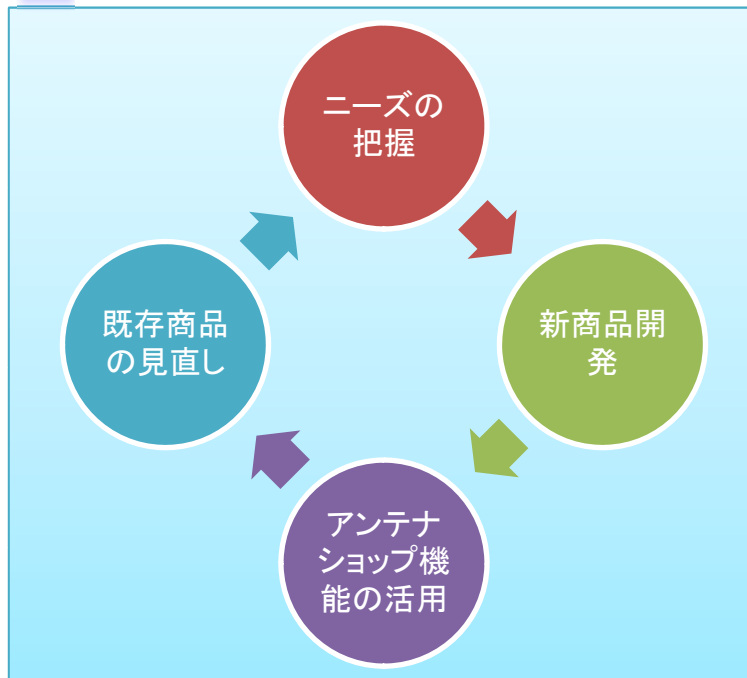 ニーズの
把握
新商品開
発
アンテナ
ショップ機
能の活用
既存商品
の見直し